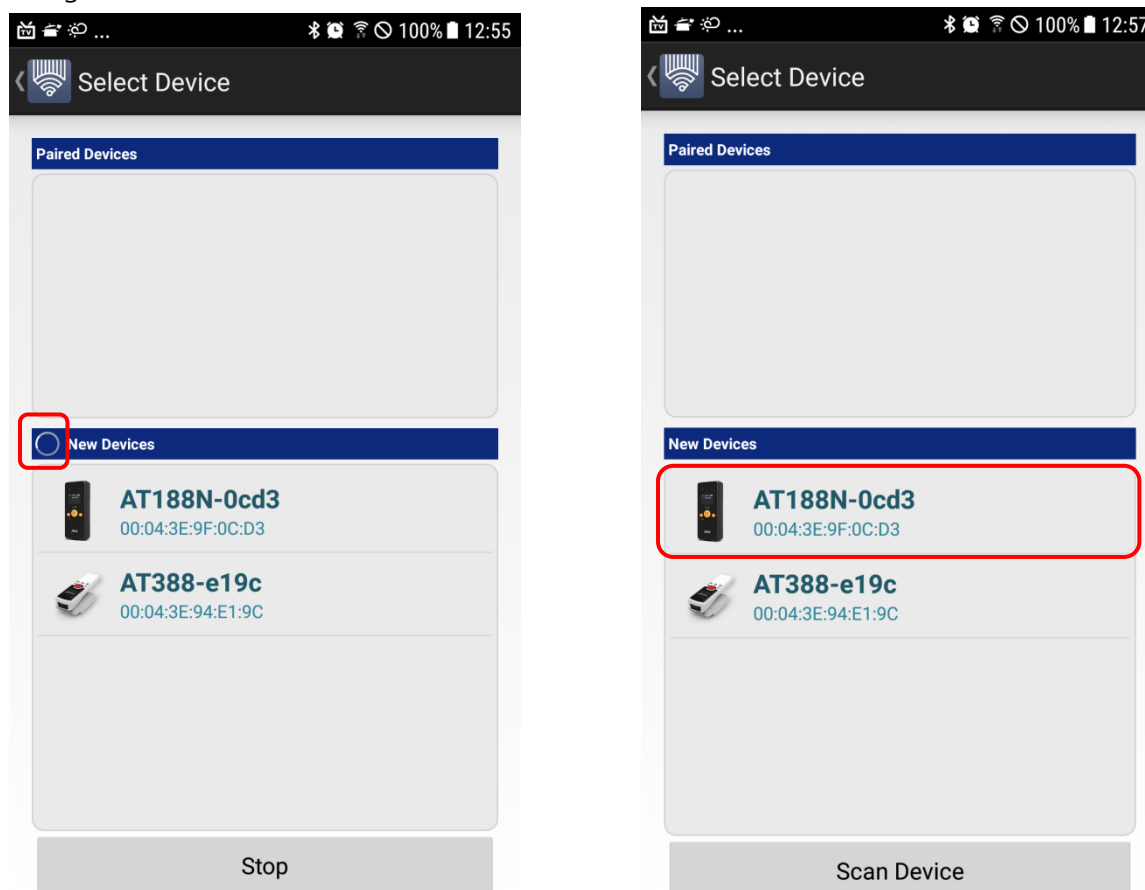 ... 100% 12:55
Select Device
Paired Devices
New Devices
AT188N-0cd3
00:04:3E:9F:0C:D3
AT388-e19c
00:04:3E:94:E1:9C
Stop
... 100% 12:57
Select Device
Paired Devices
New Devices
AT188N-0cd3
00:04:3E:9F:0C:D3
AT388-e19c
00:04:3E:94:E1:9C
Scan Device